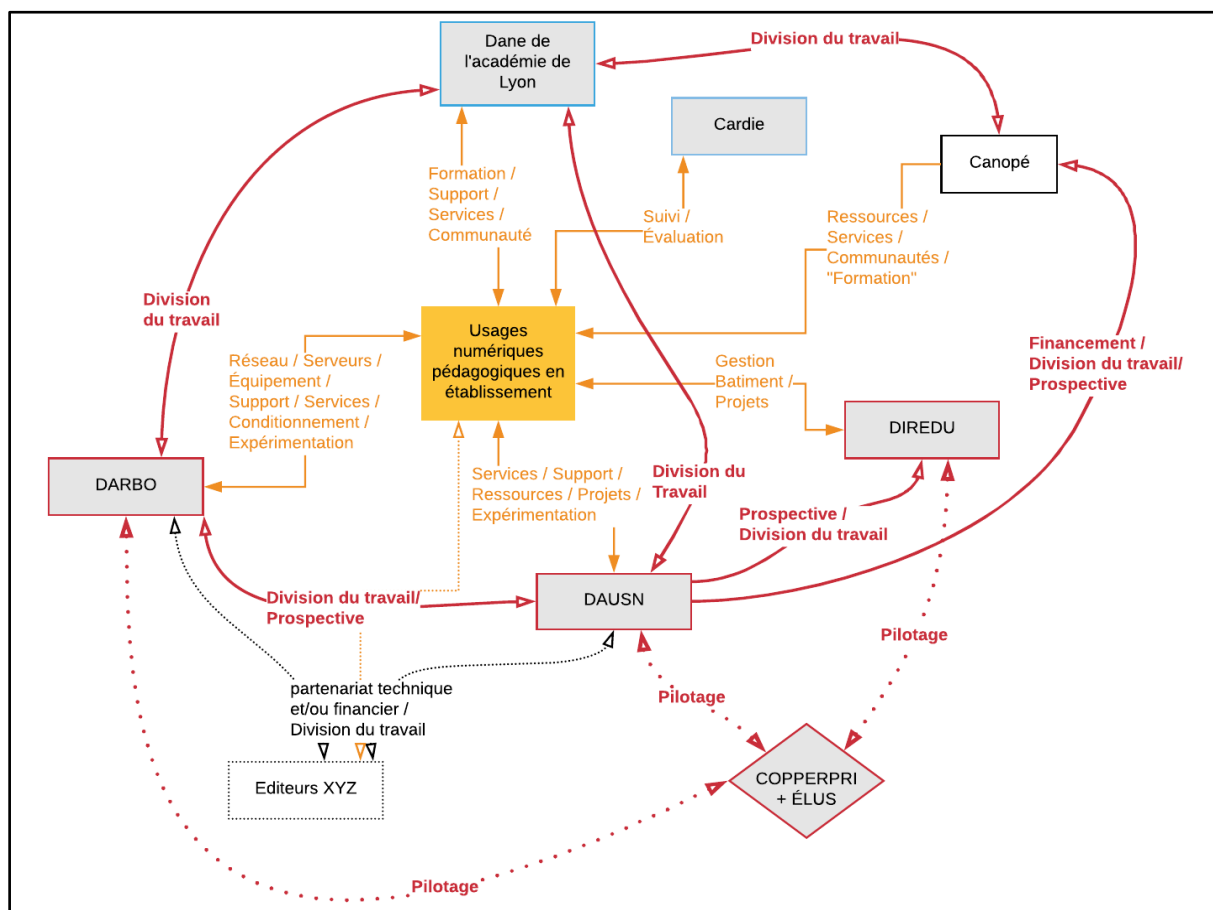 Dane de
l'académie de
Lyon
Division du travail
Cardie
Canopé
Formation /
Support /
Services /
Communauté
Suivi /
Évaluation
Ressources /
Services /
Communautés /
"Formation"
Division
du travail
Usages
numériques
pédagogiques en
établissement
Réseau / Serveurs /
Équipement /
Support / Services /
Conditionnement /
Expérimentation
Gestion
Batiment /
Projets
Financement /
Division du travail/
Prospective
DIREDU
DARBO
Services / Support /
Ressources / Projets /
Expérimentation
Division du
Travail
Prospective /
Division du travail
Division du travail/
Prospective
DAUSN
Pilotage
Pilotage
partenariat technique
et/ou financier /
Division du travail
Editeurs XYZ
COPPERPRI
+ ÉLUS
Pilotage